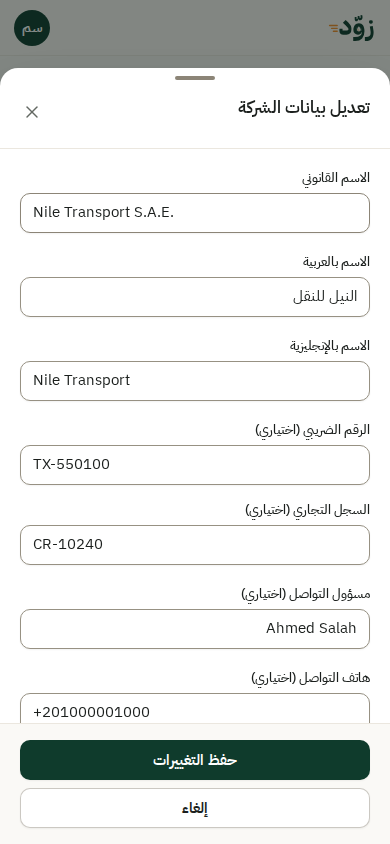 زوّد
سم
تعديل بيانات الشركة
الاسم القانوني
Nile Transport S.A.E.
الاسم بالعربية
النيل للنقل
الاسم بالإنجليزية
Nile Transport
الرقم الضريبي (اختياري)
TX-550100
السجل التجاري (اختياري)
CR-10240
مسؤول التواصل (اختياري)
Ahmed Salah
هاتف التواصل (اختياري)
+201000001000
حفظ التغييرات
إلغاء